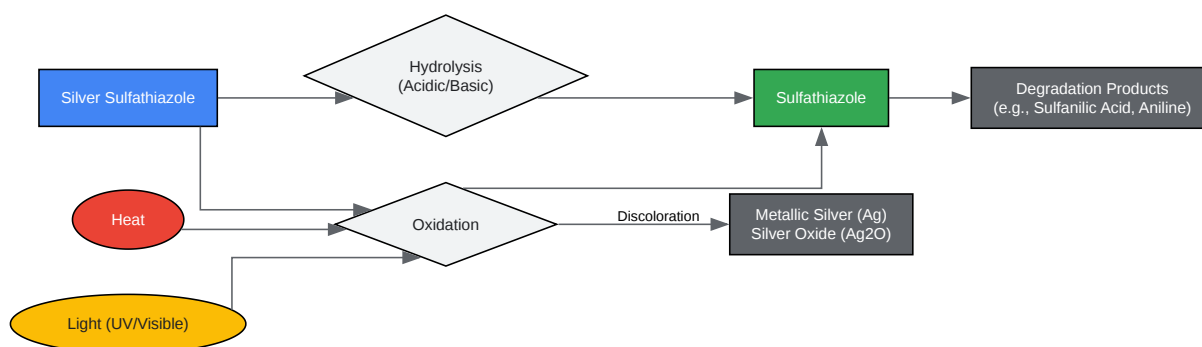 Hydrolysis
(Acidic/Basic)
Silver Sulfathiazole
Sulfathiazole
Degradation Products
(e.g., Sulfanilic Acid, Aniline)
Heat
Oxidation
Discoloration
Metallic Silver (Ag)
Silver Oxide (Ag2O)
Light (UV/Visible)